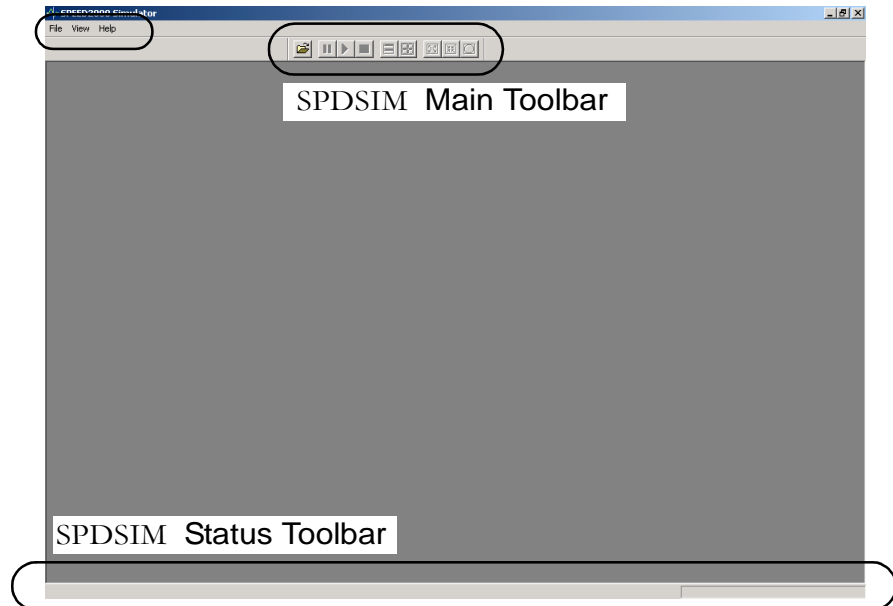 SPEED2000 Simulator
File View Help
SPDSIM Main Toolbar
SPDSIM Status Toolbar